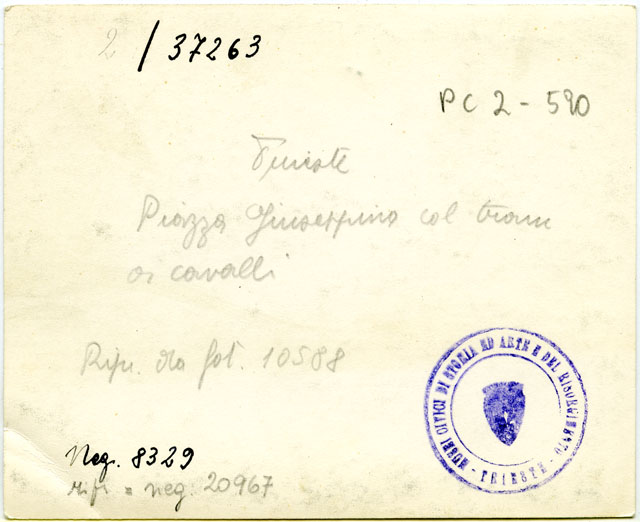 2 / 37263
PC 2 - 590
Trieste
Piazza Giuseppina col tram
a cavalli
Ripr. da fot. 10588
MUSEI CIVICI DI STORIA ED ARTE E DEL RISORGIMENTO - TRIESTE -
Neg. 8329
Ripr = neg. 20967